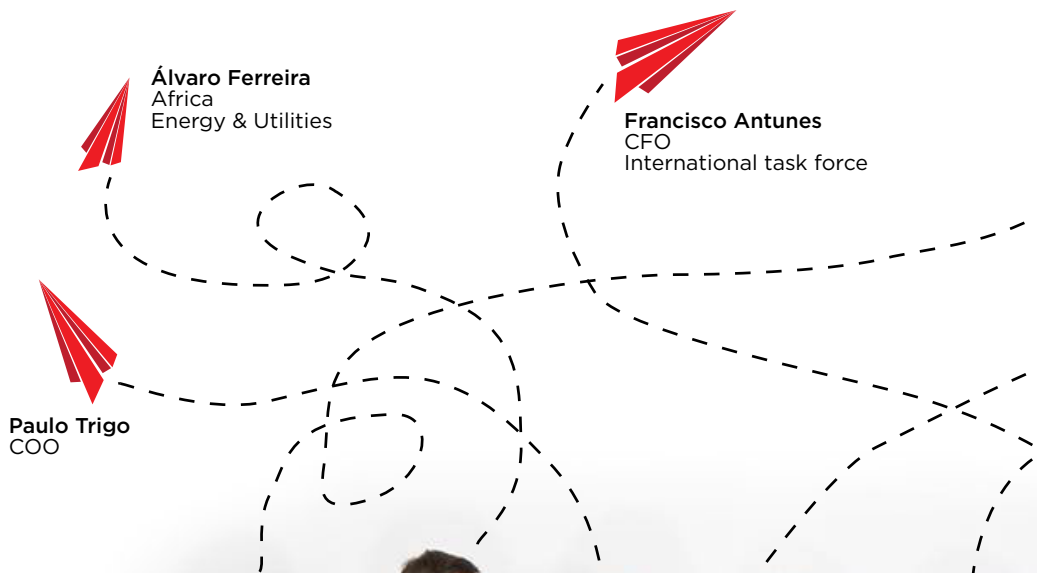 Álvaro Ferreira
Africa
Energy & Utilities
Francisco Antunes
CFO
International task force
Paulo Trigo
COO